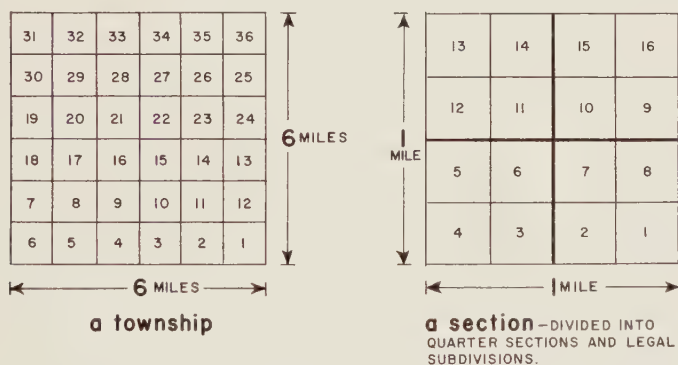 31 32 33 34 35 36
30 29 28 27 26 25
19 20 21 22 23 24
18 17 16 15 14 13
7 8 9 10 11 12
6 5 4 3 2 1
6 MILES
6 MILES
a township
13 14 15 16
12 11 10 9
5 6 7 8
4 3 2 1
1
MILE
1 MILE
a section – DIVIDED INTO
QUARTER SECTIONS AND LEGAL
SUBDIVISIONS.